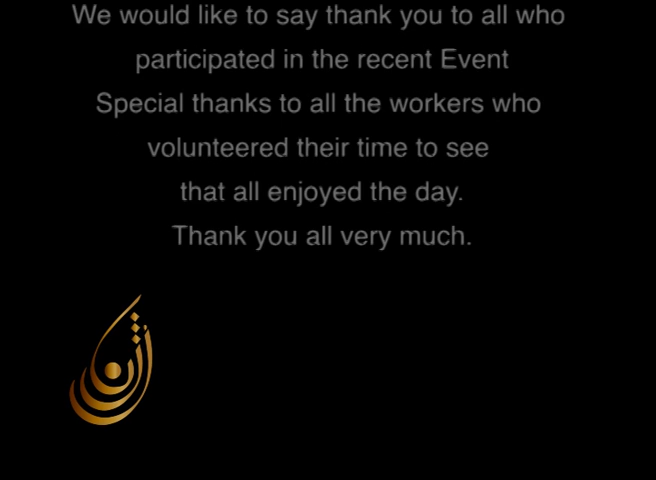 We would like to say thank you to all who
participated in the recent Event
Special thanks to all the workers who
volunteered their time to see
that all enjoyed the day.
Thank you all very much.